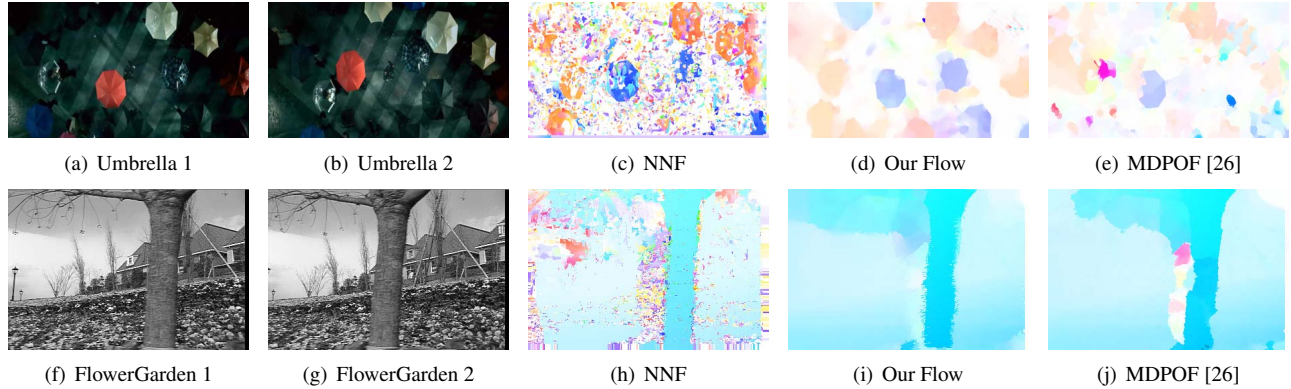 (a) Umbrella 1
(b) Umbrella 2
(c) NNF
(d) Our Flow
(e) MDPOF [26]
(f) FlowerGarden 1
(g) FlowerGarden 2
(h) NNF
(i) Our Flow
(j) MDPOF [26]